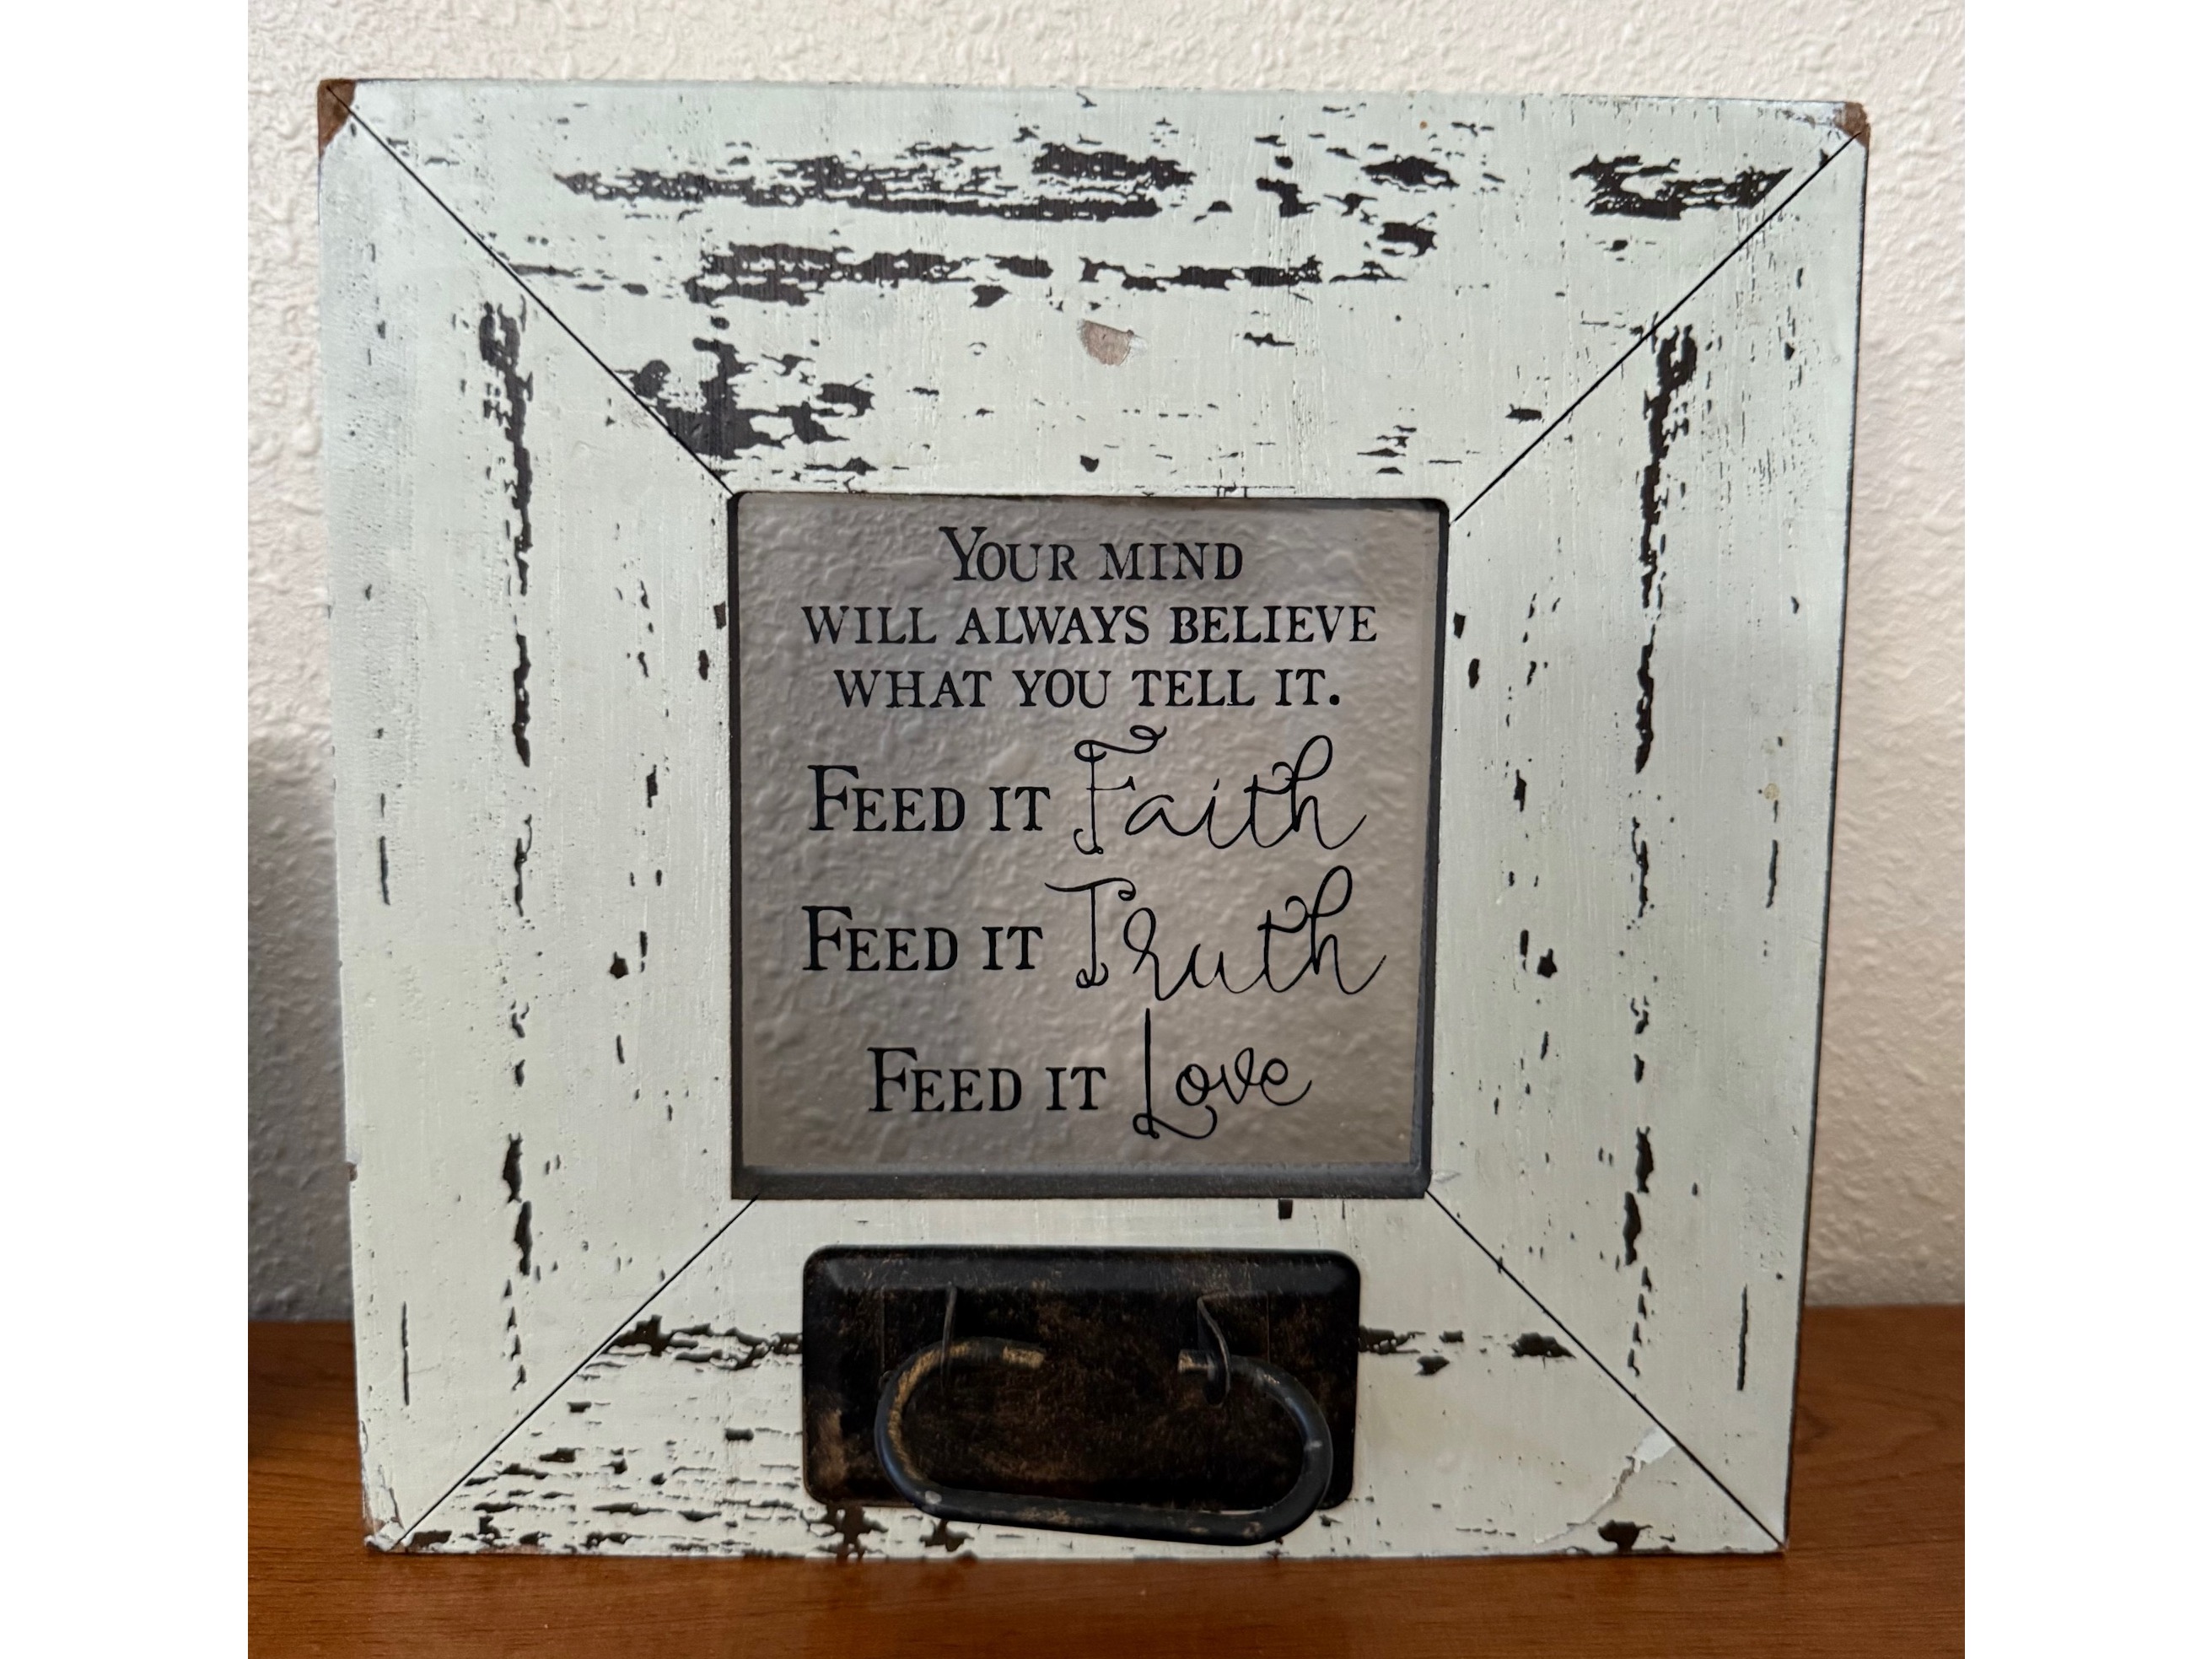 YOUR MIND
WILL ALWAYS BELIEVE
WHAT YOU TELL IT.
FEED IT Faith
FEED IT Truth
FEED IT Love